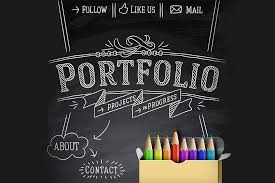 → FOLLOW LIKE US MAIL
PORTFOLIO
→ PROJECTS IN PROGRESS
ABOUT
CONTACT